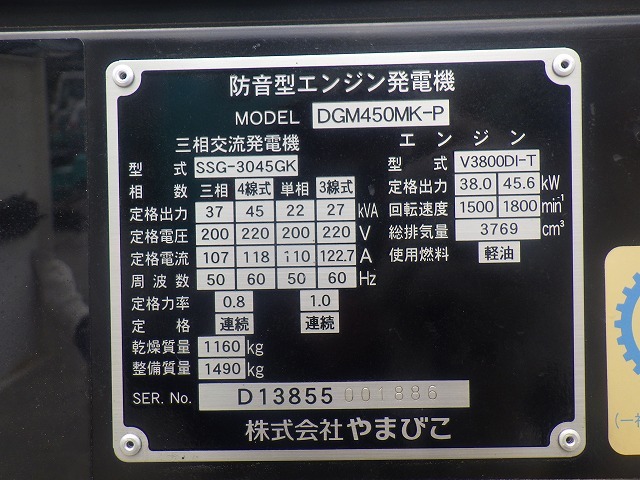 防音型エンジン発電機
MODEL DGM450MK-P
三相交流発電機
型式 SSG-3045GK
相数 三相 4線式 単相 3線式
定格出力 37 45 22 27 kVA
定格電圧 200 220 200 220 V
定格電流 107 118 110 122.7 A
周波数 50 60 50 60 Hz
定格力率 0.8 1.0
定格 連続 連続
乾燥質量 1160 kg
整備質量 1490 kg
エンジン
型式 V3800DI-T
定格出力 38.0 45.6 kW
回転速度 1500 1800 min⁻¹
総排気量 3769 cm³
使用燃料 軽油
SER. No. D13855 001886
株式会社やまびこ